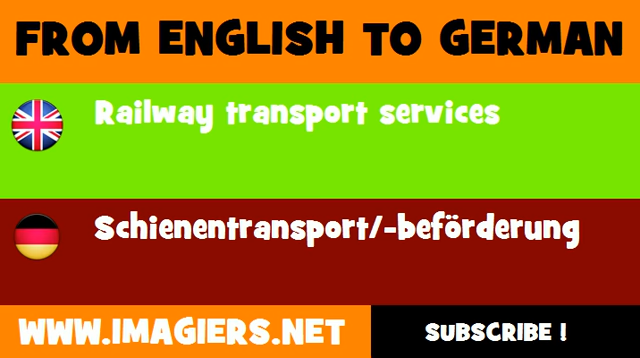 FROM ENGLISH TO GERMAN
Railway transport services
Schienentransport/-beförderung
WWW.IMAGIERS.NET
SUBSCRIBE !